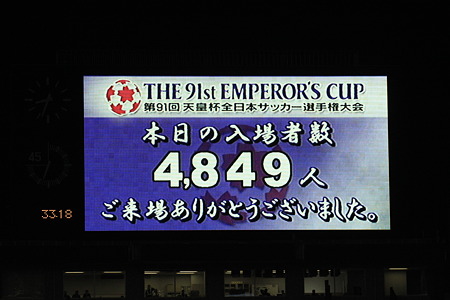 THE 91st EMPEROR'S CUP
第91回 天皇杯全日本サッカー選手権大会
本日の入場者数
4,849人
ご来場ありがとうございました。
45
33:18